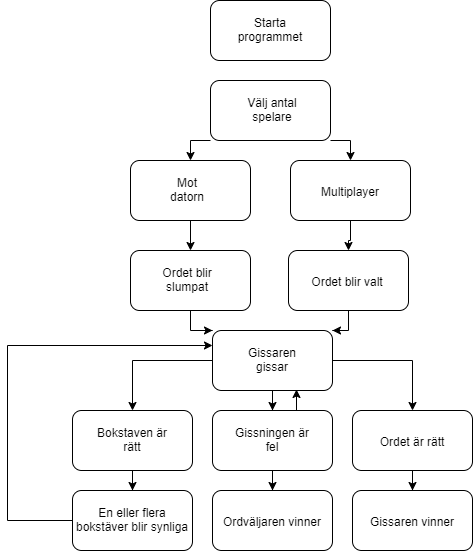 Starta
programmet
Välj antal
spelare
Mot
datorn
Multiplayer
Ordet blir
slumpat
Ordet blir valt
Gissaren
gissar
Bokstaven är
rätt
Gissningen är
fel
Ordet är rätt
En eller flera
bokstäver blir synliga
Ordväljaren vinner
Gissaren vinner